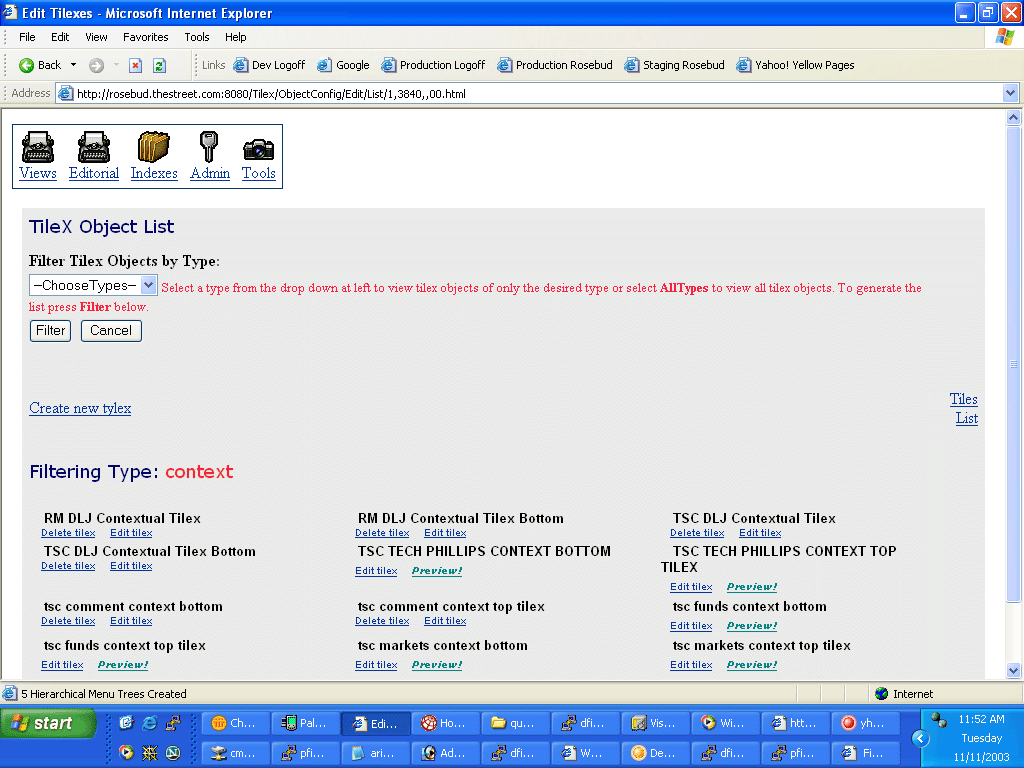 Edit Tilexes - Microsoft Internet Explorer
File Edit View Favorites Tools Help
Back Links Dev Logoff Google Production Logoff Production Rosebud Staging Rosebud Yahoo! Yellow Pages
Address http://rosebud.thestreet.com:8080/Tilex/ObjectConfig/Edit/List/1,3840,,00.html
Views Editorial Indexes Admin Tools
TileX Object List
Filter Tilex Objects by Type:
--ChooseTypes-- Select a type from the drop down at left to view tilex objects of only the desired type or select AllTypes to view all tilex objects. To generate the
list press Filter below.
Filter Cancel
Create new tylex
Tiles
List
Filtering Type: context
RM DLJ Contextual Tilex RM DLJ Contextual Tilex Bottom TSC DLJ Contextual Tilex
Delete tilex Edit tilex Delete tilex Edit tilex Delete tilex Edit tilex
TSC DLJ Contextual Tilex Bottom TSC TECH PHILLIPS CONTEXT BOTTOM TSC TECH PHILLIPS CONTEXT TOP
TILEX
Delete tilex Edit tilex Edit tilex Preview! Edit tilex Preview!
tsc comment context bottom tsc comment context top tilex tsc funds context bottom
Delete tilex Edit tilex Delete tilex Edit tilex Edit tilex Preview!
tsc funds context top tilex tsc markets context bottom tsc markets context top tilex
Edit tilex Preview! Edit tilex Preview! Edit tilex Preview!
5 Hierarchical Menu Trees Created Internet
start Ch... Pal... Edi... Ho... qu... dfi... Vis... Wi... htt... yh... 11:52 AM
Tuesday
cm... pfi... ari... Ad... dfi... W... De... dfi... pfi... Fi... 11/11/2003